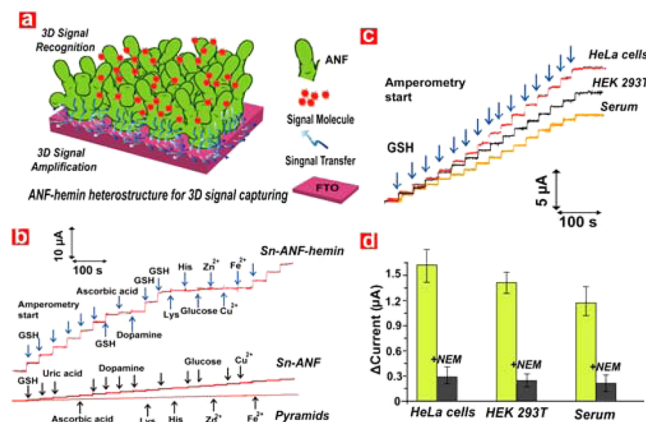 a
3D Signal
Recognition
3D Signal
Amplification
ANF
Signal Molecule
Singnal Transfer
FTO
ANF-hemin heterostructure for 3D signal capturing
c
Amperometry
start
GSH
HeLa cells
HEK 293T
Serum
5 µA
100 s
b
10 µA
100 s
Sn-ANF-hemin
Amperometry
start
GSH
Ascorbic acid
GSH
Dopamine
GSH
GSH
His
Zn2+
Fe2+
Lys
Glucose
Cu2+
Sn-ANF
GSH
Uric acid
Dopamine
Glucose
Cu2+
Ascorbic acid
Lys
His
Zn2+
Fe2+
Pyramids
d
ΔCurrent (µA)
1.5
1.2
0.9
0.6
0.3
0
+NEM
+NEM
+NEM
HeLa cells
HEK 293T
Serum